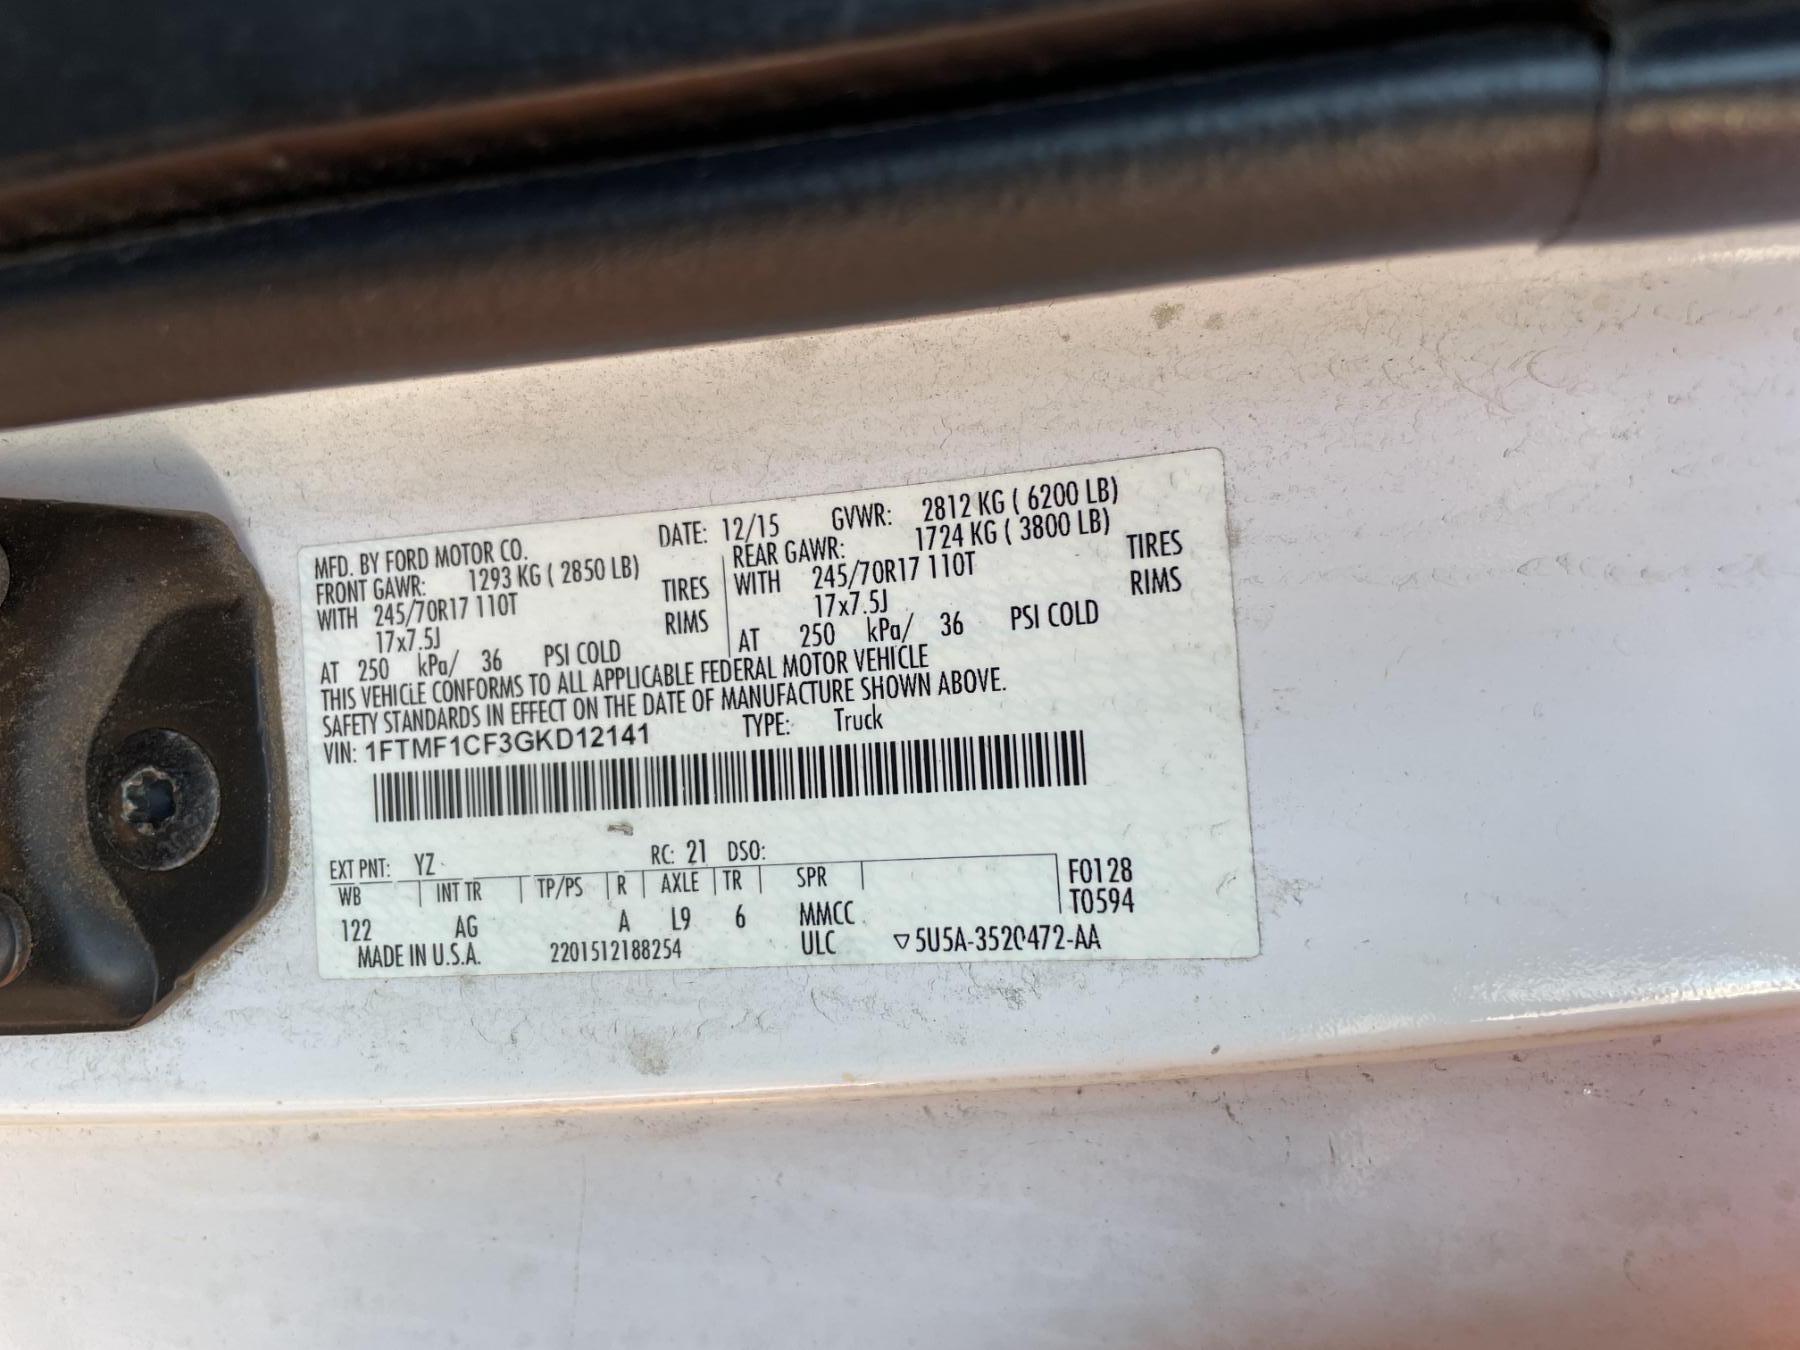 MFD. BY FORD MOTOR CO. DATE: 12/15 GVWR: 2812 KG ( 6200 LB)
FRONT GAWR: 1293 KG ( 2850 LB) REAR GAWR: 1724 KG ( 3800 LB)
WITH 245/70R17 110T TIRES WITH 245/70R17 110T TIRES
17x7.5J RIMS 17x7.5J RIMS
AT 250 kPa/ 36 PSI COLD AT 250 kPa/ 36 PSI COLD
THIS VEHICLE CONFORMS TO ALL APPLICABLE FEDERAL MOTOR VEHICLE
SAFETY STANDARDS IN EFFECT ON THE DATE OF MANUFACTURE SHOWN ABOVE.
VIN: 1FTMF1CF3GKD12141 TYPE: Truck
EXT PNT: YZ RC: 21 DSO:
WB INT TR TP/PS R AXLE TR SPR F0128
122 AG A L9 6 MMCC T0594
MADE IN U.S.A. 2201512188254 ULC ▽5U5A-3520472-AA